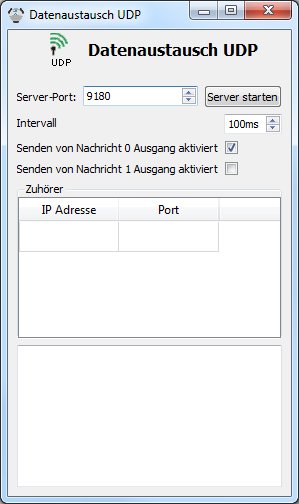 Datenaustausch UDP
UDP
Datenaustausch UDP
Server-Port: 9180 Server starten
Intervall 100ms
Senden von Nachricht 0 Ausgang aktiviert
Senden von Nachricht 1 Ausgang aktiviert
Zuhörer
IP Adresse Port